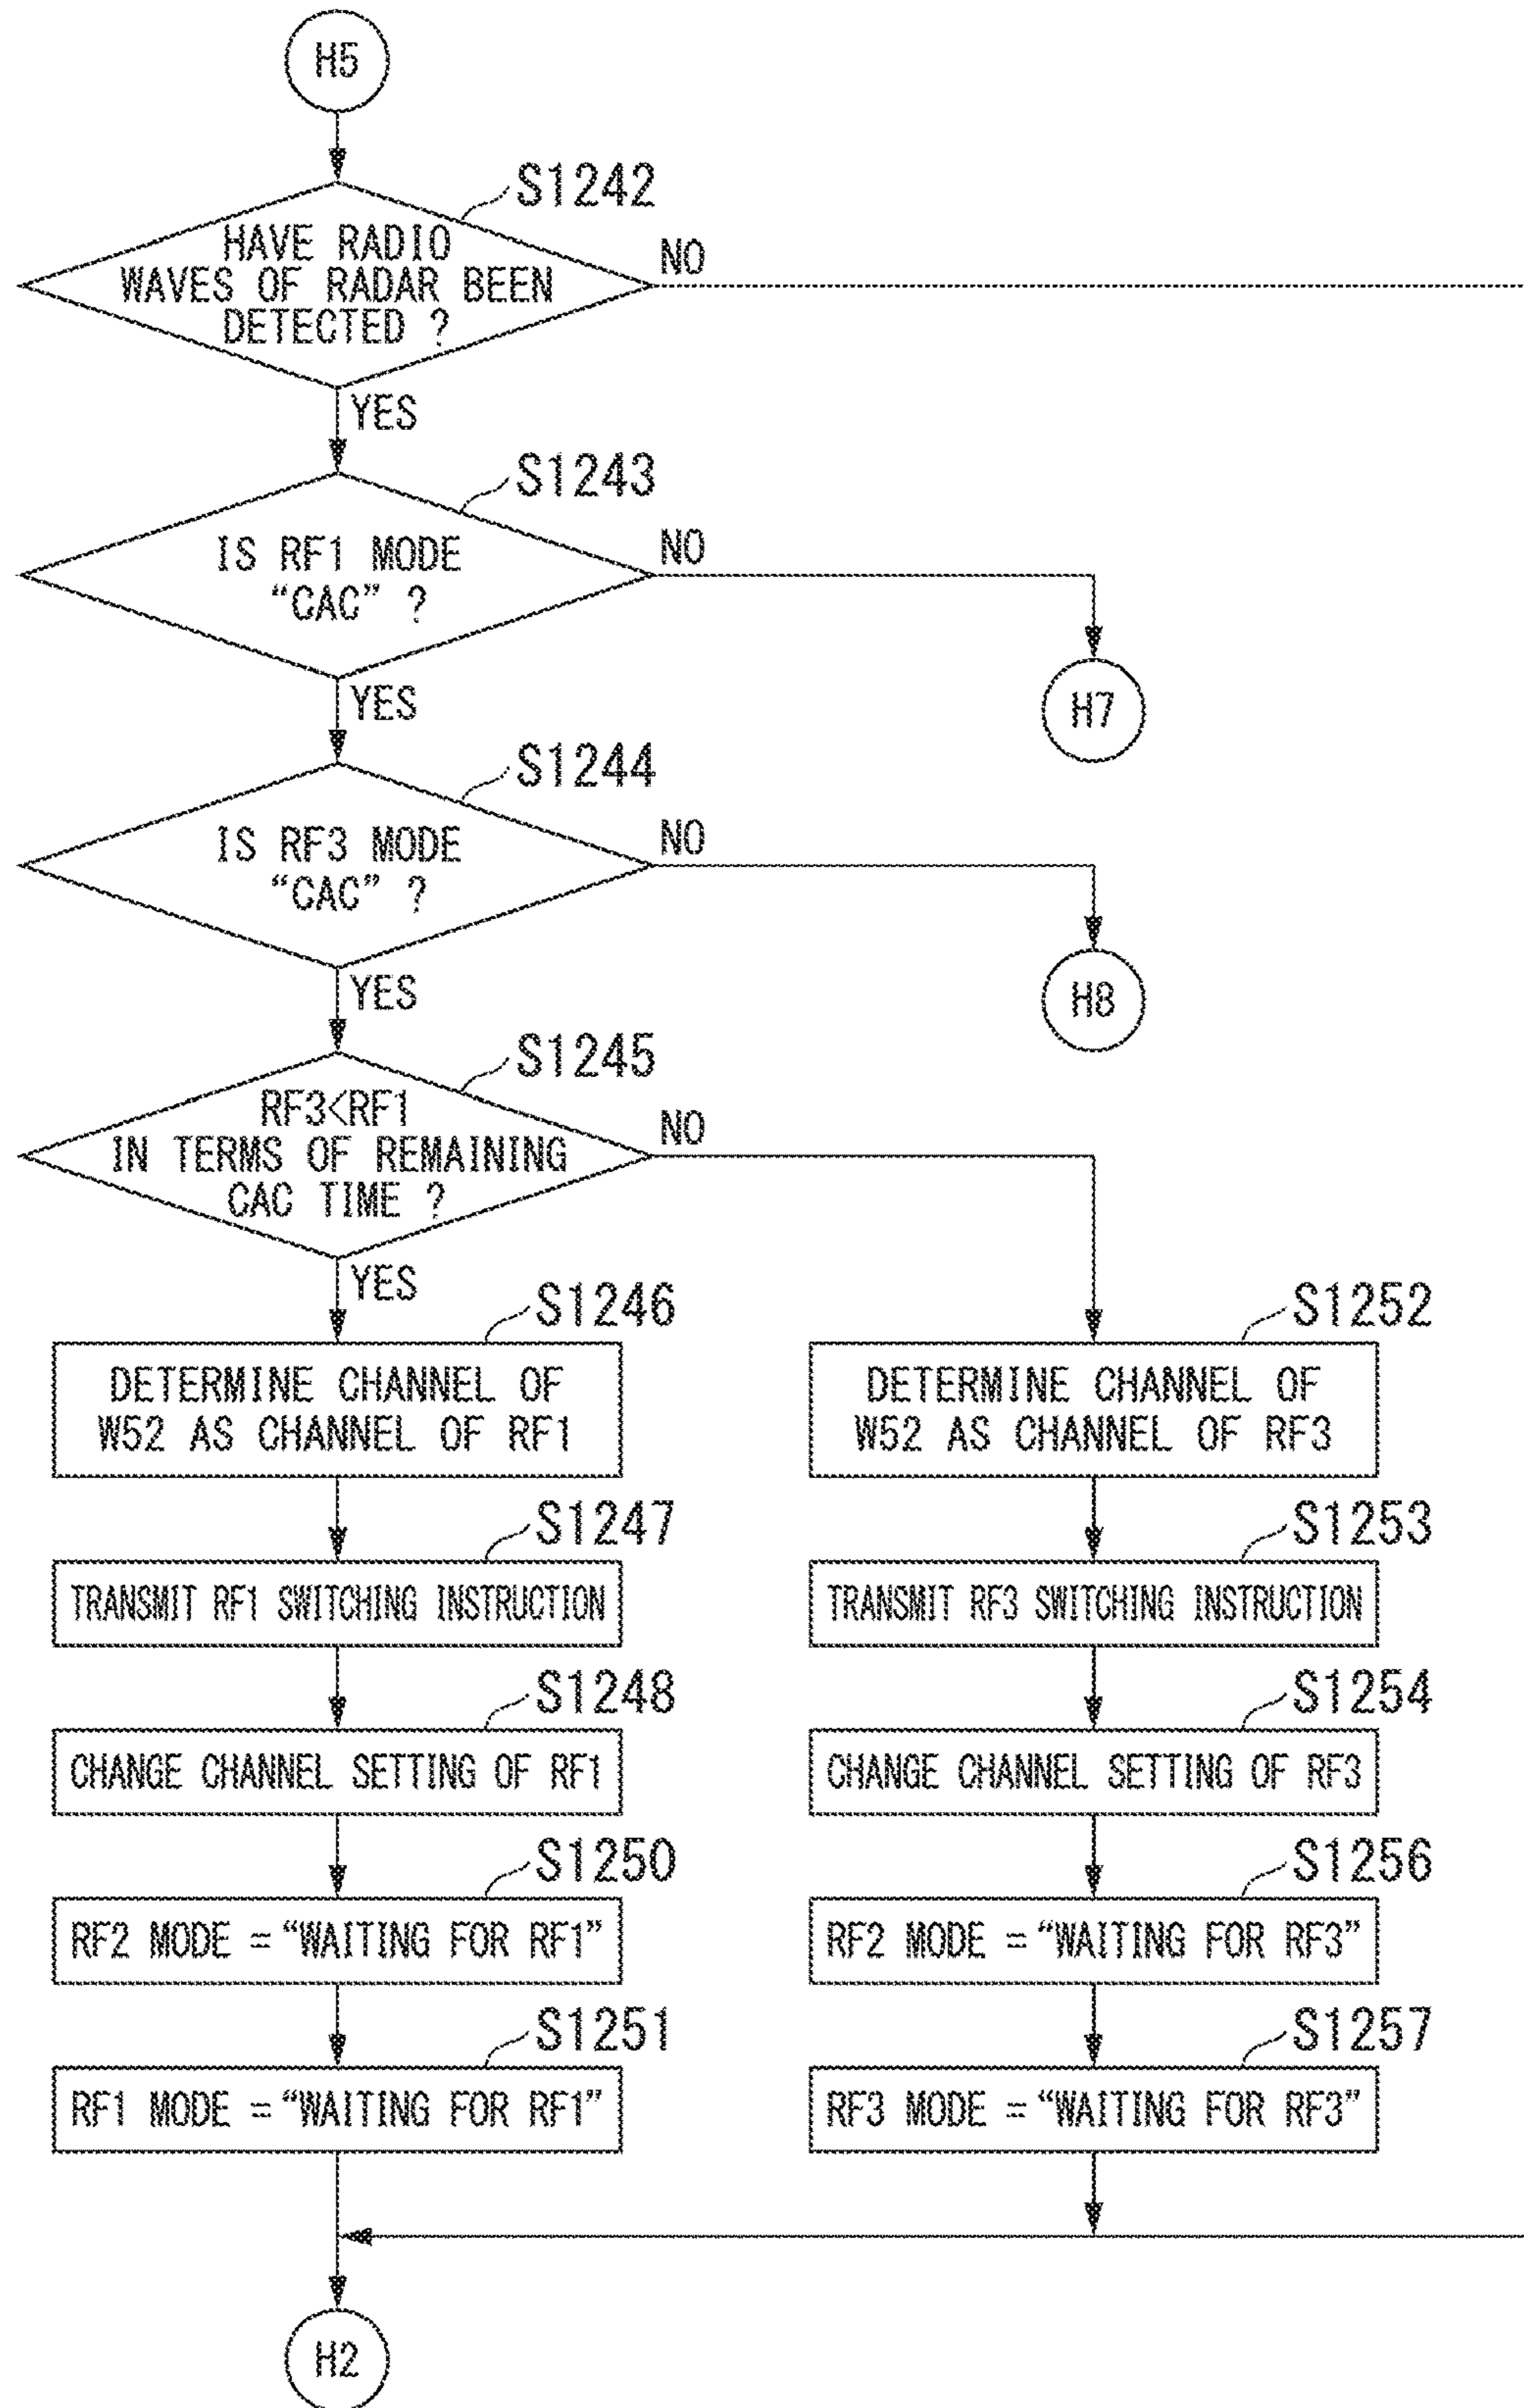 H5
S1242
HAVE RADIO
WAVES OF RADAR BEEN
DETECTED ?
NO
YES
S1243
IS RF1 MODE
“CAC” ?
NO
H7
YES
S1244
IS RF3 MODE
“CAC” ?
NO
H8
YES
S1245
RF3<RF1
IN TERMS OF REMAINING
CAC TIME ?
NO
YES
S1246
DETERMINE CHANNEL OF
W52 AS CHANNEL OF RF1
S1247
TRANSMIT RF1 SWITCHING INSTRUCTION
S1248
CHANGE CHANNEL SETTING OF RF1
S1250
RF2 MODE =“WAITING FOR RF1”
S1251
RF1 MODE =“WAITING FOR RF1”
S1252
DETERMINE CHANNEL OF
W52 AS CHANNEL OF RF3
S1253
TRANSMIT RF3 SWITCHING INSTRUCTION
S1254
CHANGE CHANNEL SETTING OF RF3
S1256
RF2 MODE =“WAITING FOR RF3”
S1257
RF3 MODE =“WAITING FOR RF3”
H2